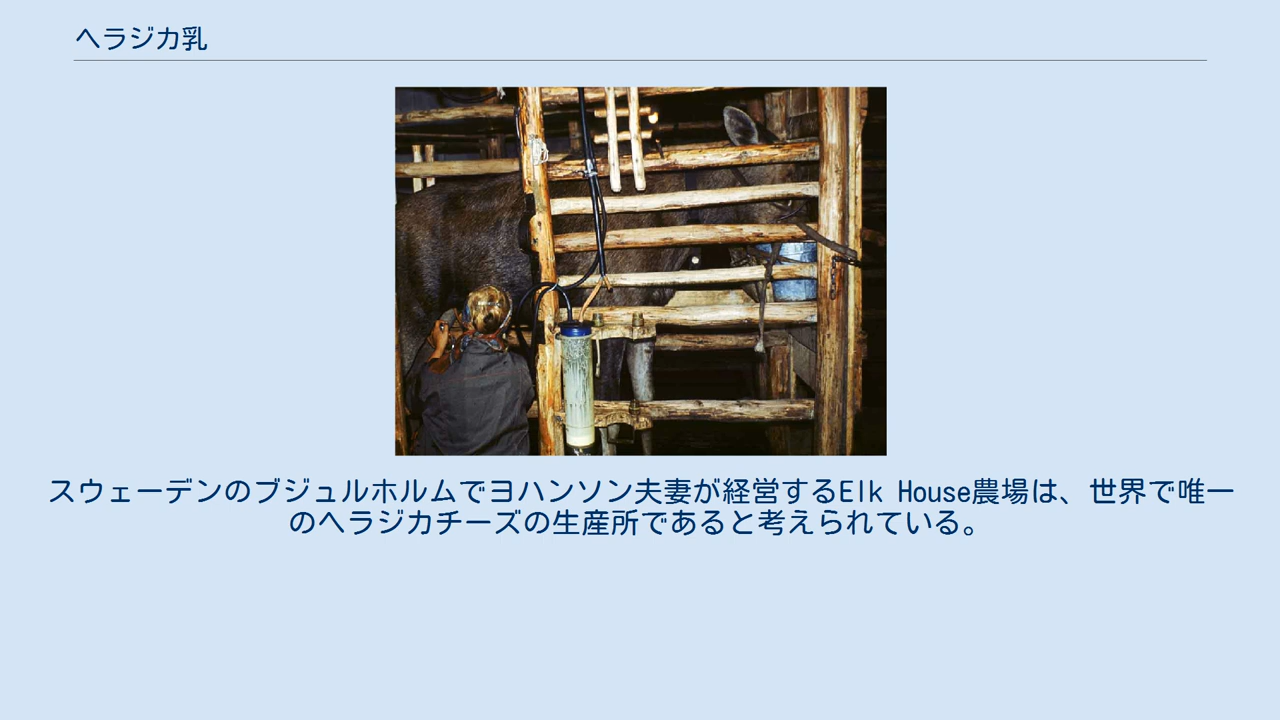 ヘラジカ乳
スウェーデンのブジュルホルムでヨハンソン夫妻が経営するElk House農場は、世界で唯一
のヘラジカチーズの生産所であると考えられている。